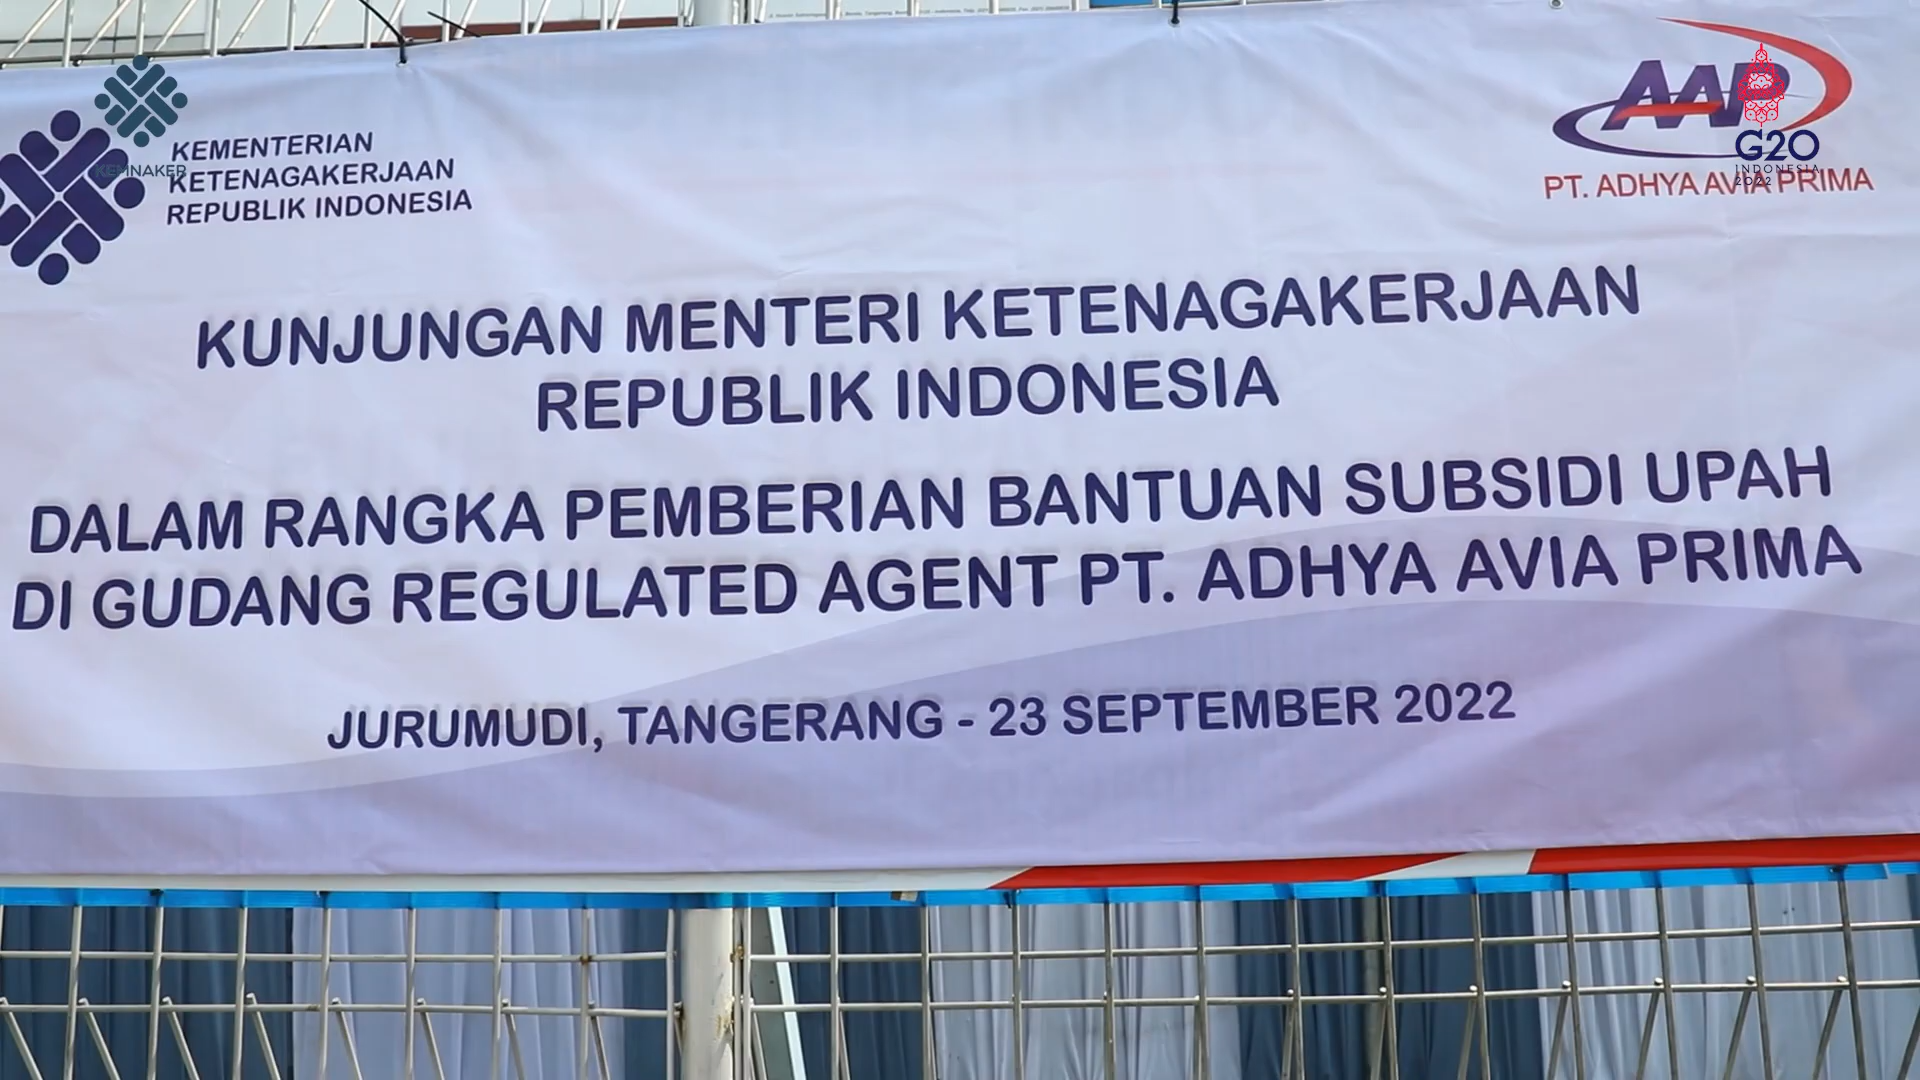 KEMNAKER
KEMENTERIAN
KETENAGAKERJAAN
REPUBLIK INDONESIA
AAP
PT. ADHYA AVIA PRIMA
G20
INDONESIA
2022
KUNJUNGAN MENTERI KETENAGAKERJAAN
REPUBLIK INDONESIA
DALAM RANGKA PEMBERIAN BANTUAN SUBSIDI UPAH
DI GUDANG REGULATED AGENT PT. ADHYA AVIA PRIMA
JURUMUDI, TANGERANG - 23 SEPTEMBER 2022